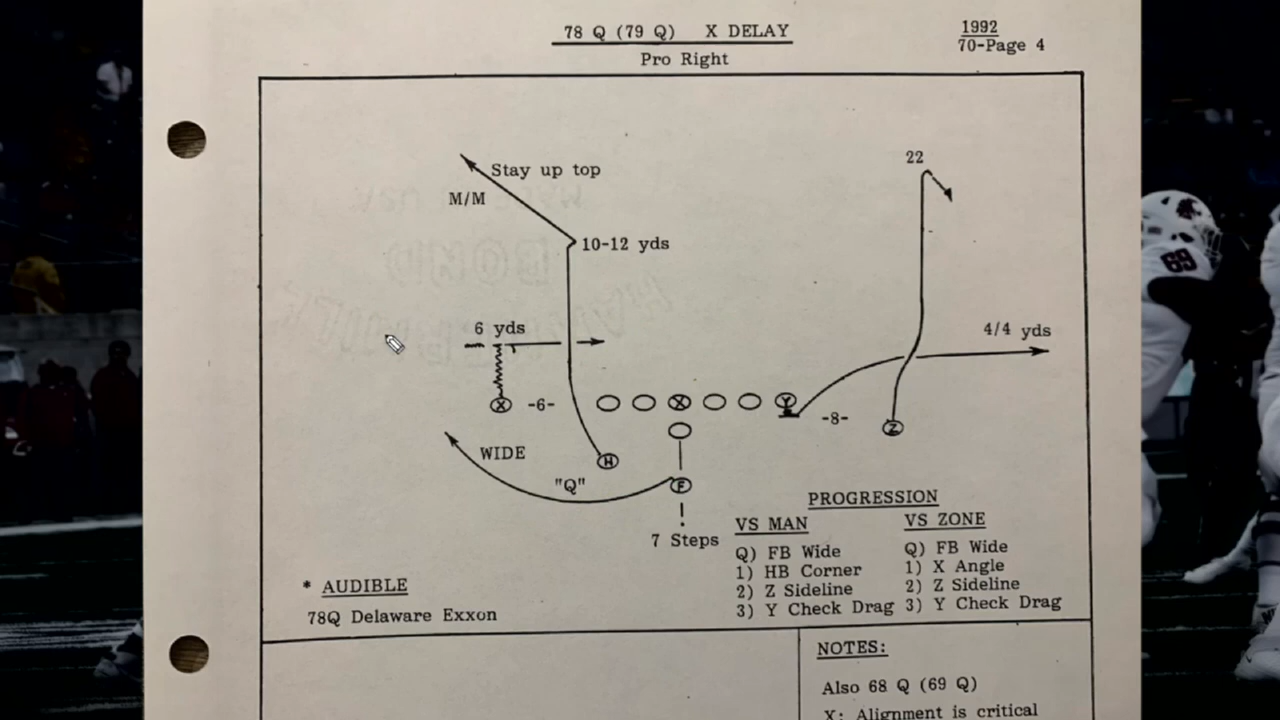 78 Q (79 Q) X DELAY
Pro Right
1992
70-Page 4
22
Stay up top
M/M
10-12 yds
6 yds
4/4 yds
X
-6-
X
Y
-8-
Z
WIDE
H
"Q"
F
7 Steps
PROGRESSION
VS MAN
Q) FB Wide
1) HB Corner
2) Z Sideline
3) Y Check Drag
VS ZONE
Q) FB Wide
1) X Angle
2) Z Sideline
3) Y Check Drag
* AUDIBLE
78Q Delaware Exxon
NOTES:
Also 68 Q (69 Q)
X: Alignment is critical
69